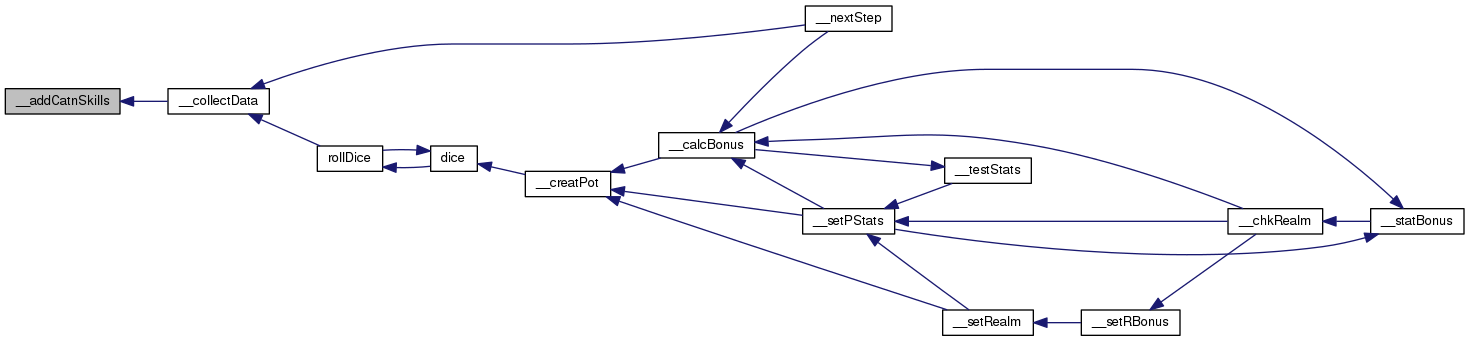 __nextStep
__addCatnSkills
__collectData
rollDice
dice
__calcBonus
__creatPot
__testStats
__setPStats
__chkRealm
__statBonus
__setRealm
__setRBonus